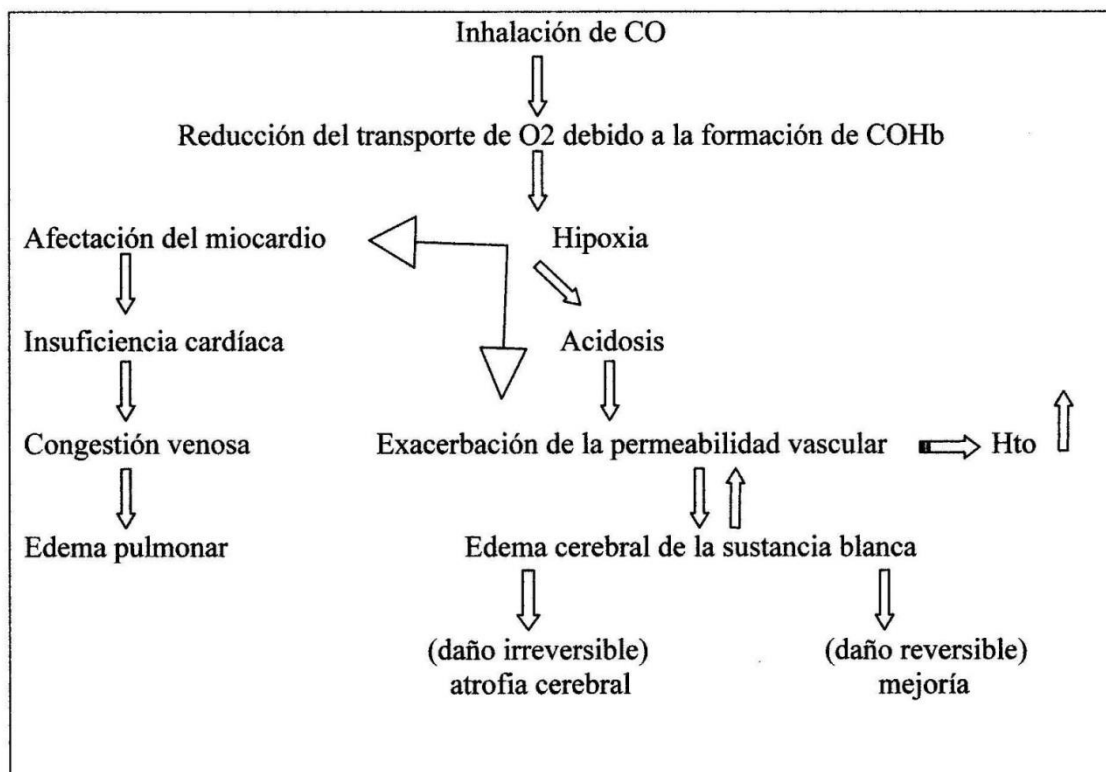 Inhalación de CO
Reducción del transporte de O2 debido a la formación de COHb
Afectación del miocardio
Hipoxia
Insuficiencia cardíaca
Acidosis
Congestión venosa
Exacerbación de la permeabilidad vascular
Hto
Edema pulmonar
Edema cerebral de la sustancia blanca
(daño irreversible)
atrofia cerebral
(daño reversible)
mejoría